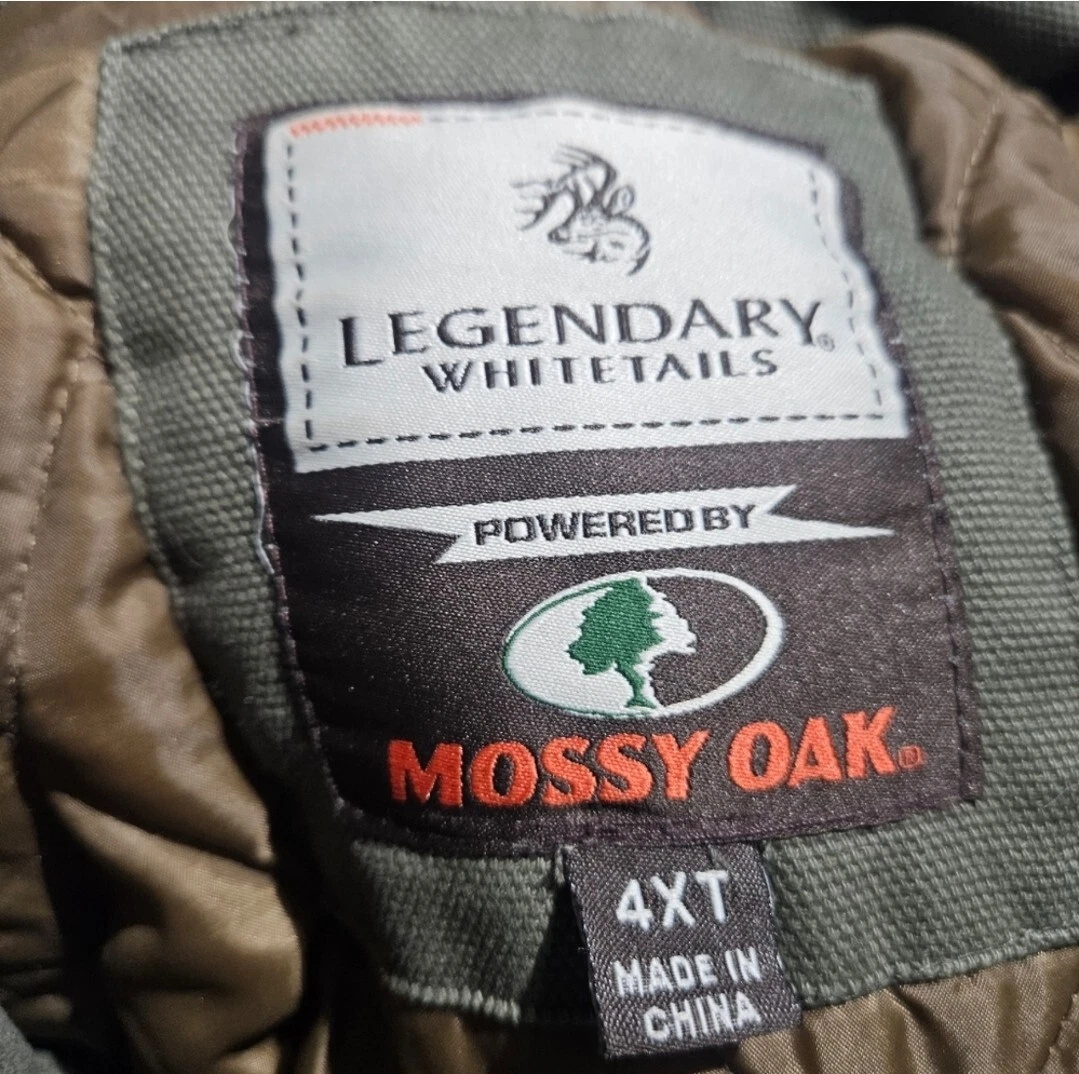 LEGENDARY®
WHITETAILS
POWERED BY
MOSSY OAK®
4XT
MADE IN
CHINA